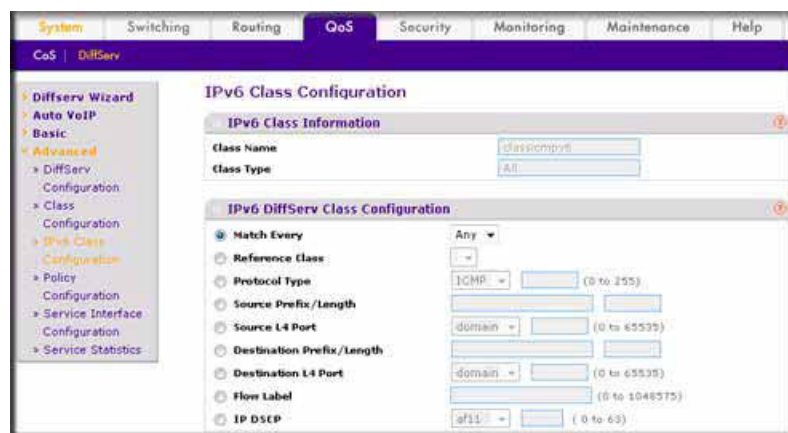 System Switching Routing QoS Security Monitoring Maintenance Help
CoS | DiffServ
Diffserv Wizard
Auto VoIP
Basic
Advanced
» DiffServ
Configuration
» Class
Configuration
» IPv6 Class
Configuration
» Policy
Configuration
» Service Interface
Configuration
» Service Statistics
IPv6 Class Configuration
IPv6 Class Information
Class Name classicmpv6
Class Type All
IPv6 DiffServ Class Configuration
Match Every Any
Reference Class
Protocol Type ICMP (0 to 255)
Source Prefix/Length
Source L4 Port domain (0 to 65535)
Destination Prefix/Length
Destination L4 Port domain (0 to 65535)
Flow Label (0 to 1048575)
IP DSCP af11 ( 0 to 63)